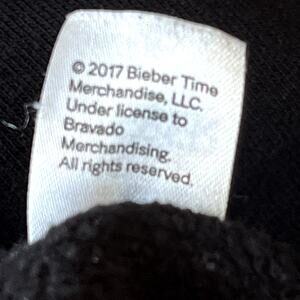 © 2017 Bieber Time
Merchandise, LLC.
Under license to
Bravado
Merchandising.
All rights reserved.